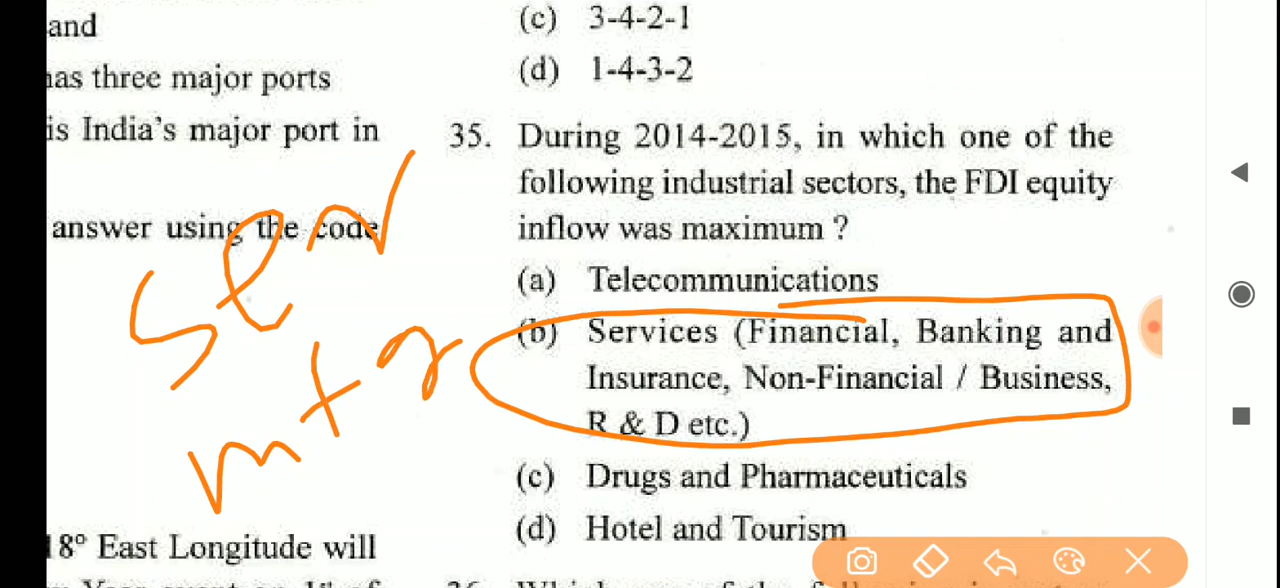 and
has three major ports
is India's major port in
answer using the code
18° East Longitude will
(c) 3-4-2-1
(d) 1-4-3-2
35. During 2014-2015, in which one of the
following industrial sectors, the FDI equity
inflow was maximum ?
(a) Telecommunications
(b) Services (Financial, Banking and
Insurance, Non-Financial / Business,
R & D etc.)
(c) Drugs and Pharmaceuticals
(d) Hotel and Tourism